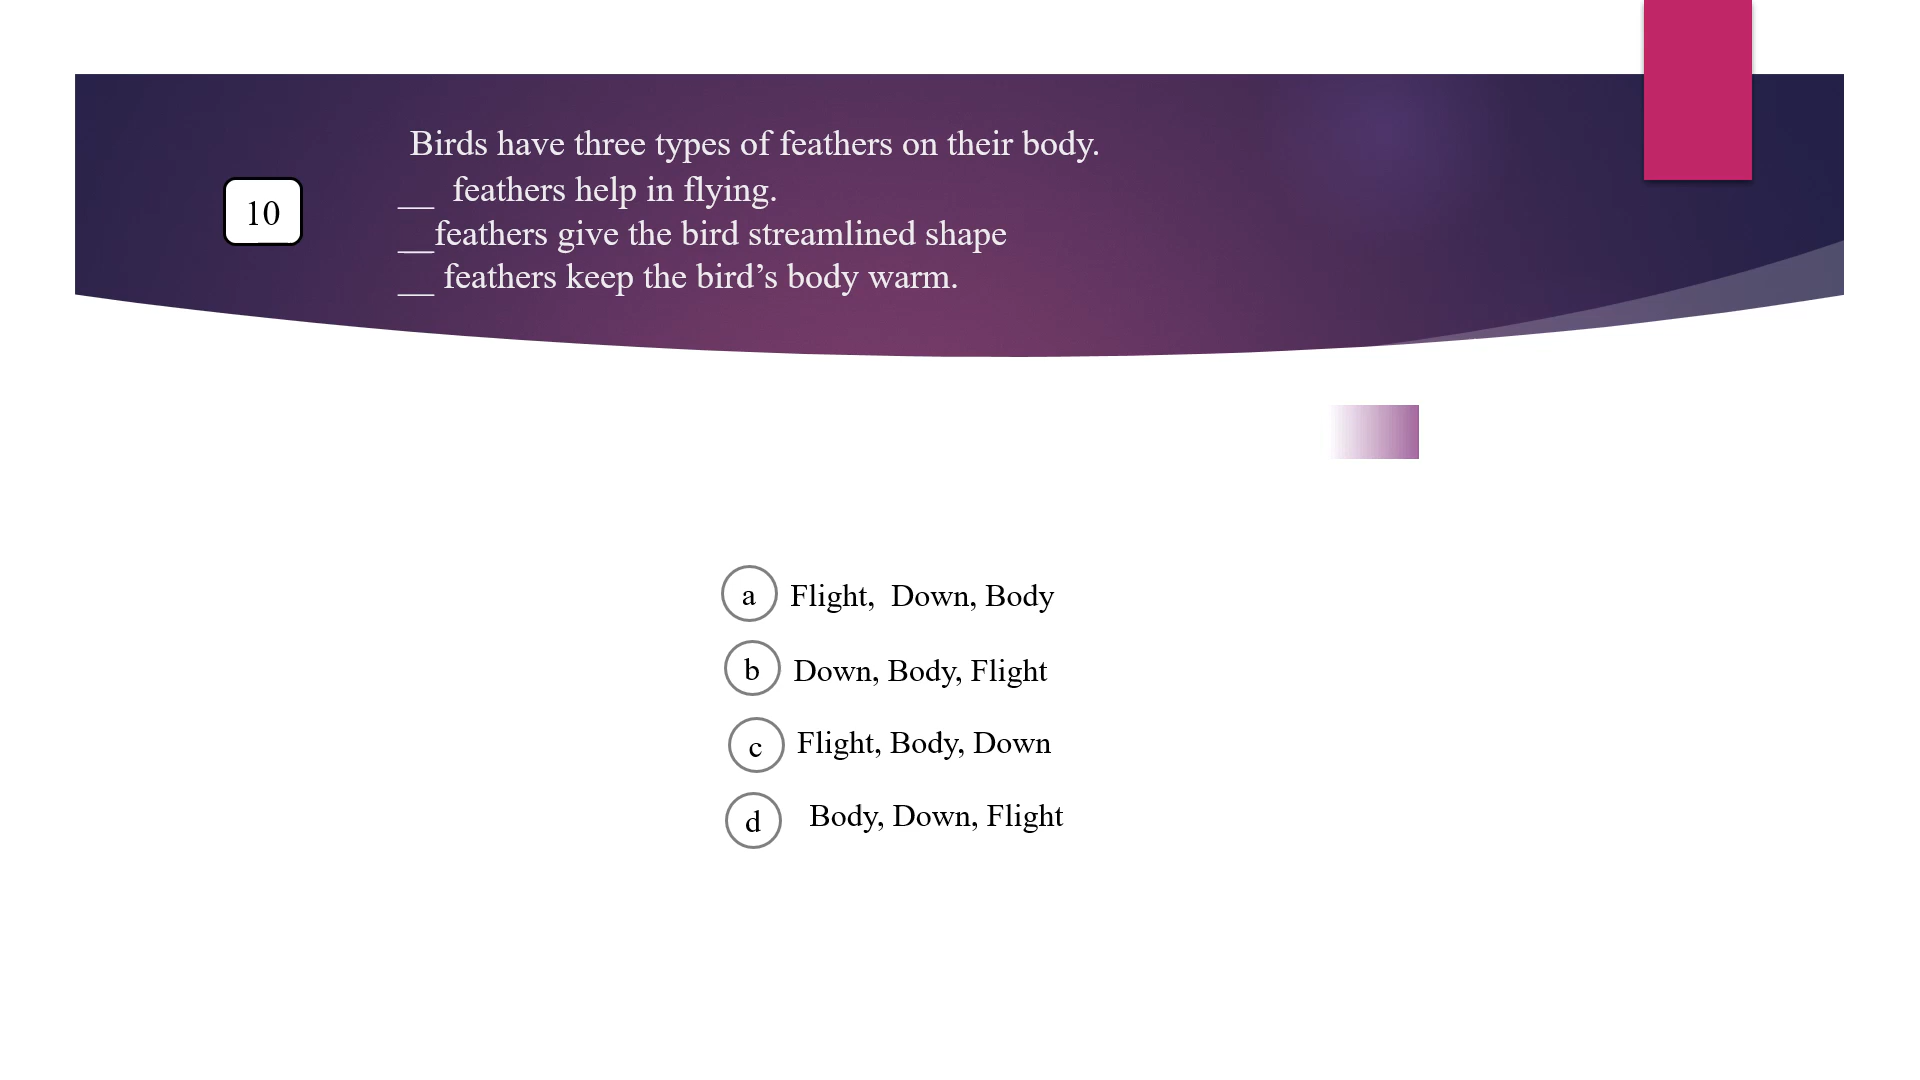 Birds have three types of feathers on their body.
10
__ feathers help in flying.
__feathers give the bird streamlined shape
__ feathers keep the bird’s body warm.
a Flight, Down, Body
b Down, Body, Flight
c Flight, Body, Down
d Body, Down, Flight